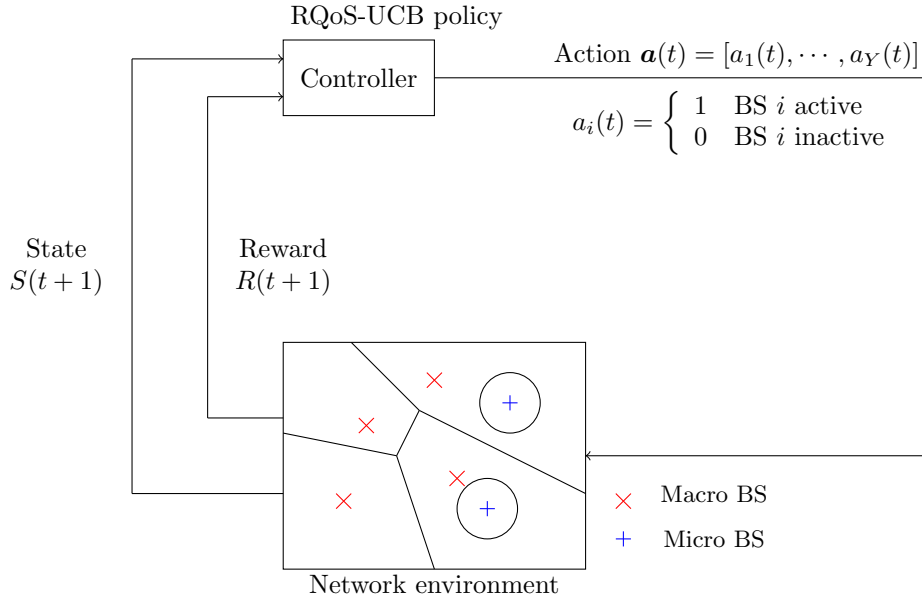 RQoS-UCB policy
Controller
Action a(t) = [a₁(t), ⋯ , a_Y(t)]
a_i(t) = { 1 BS i active
0 BS i inactive
State
S(t + 1)
Reward
R(t + 1)
Macro BS
Micro BS
Network environment